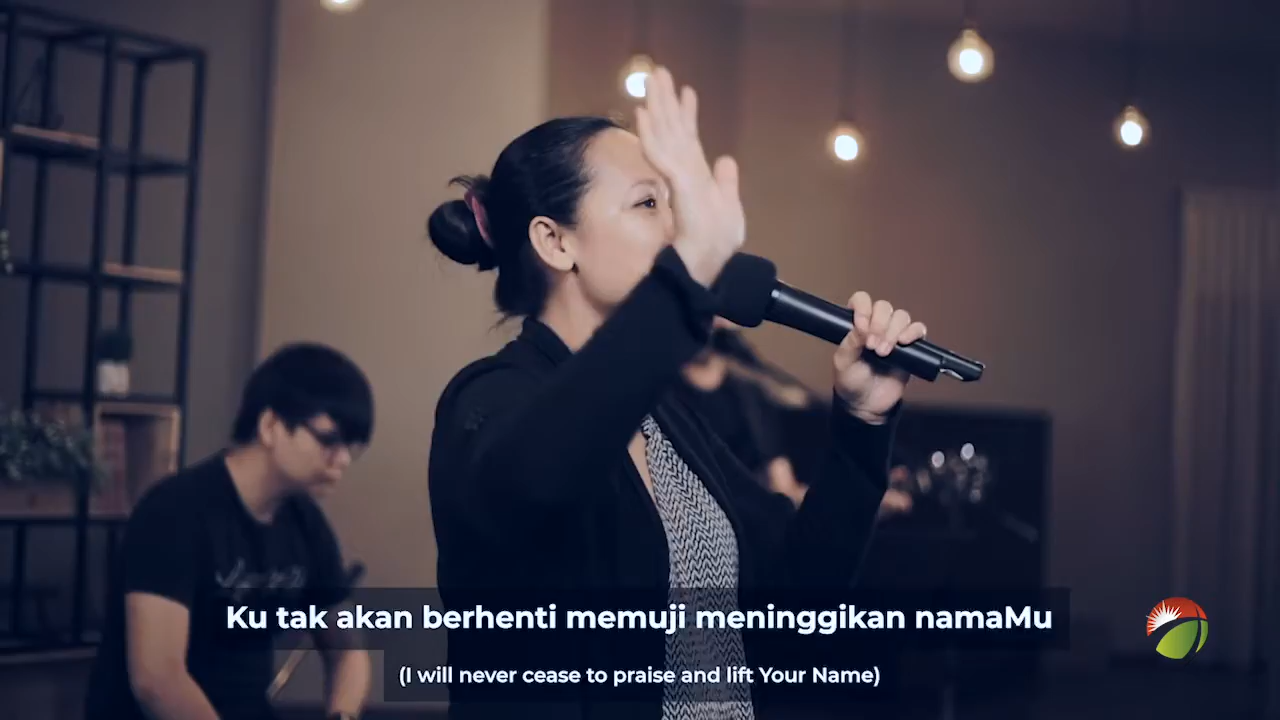 Ku tak akan berhenti memuji meninggikan namaMu
(I will never cease to praise and lift Your Name)